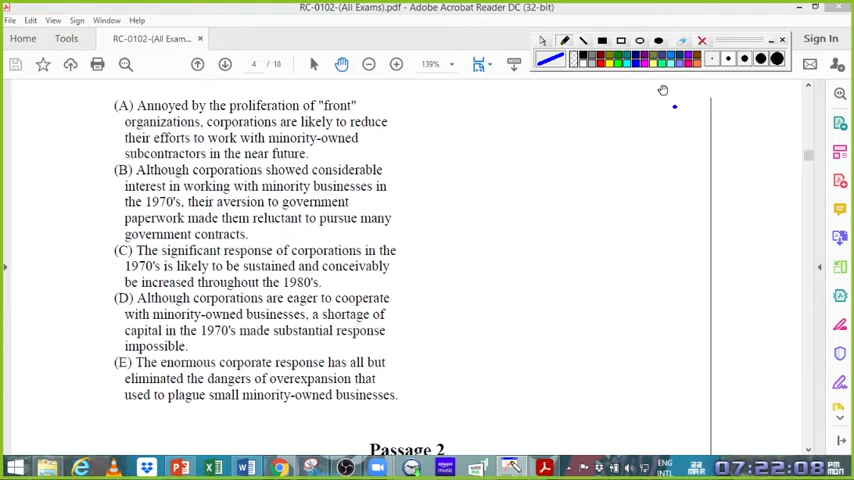 RC-0102-(All Exams).pdf - Adobe Acrobat Reader DC (32-bit)
File Edit View Sign Window Help
Home Tools RC-0102-(All Exam... × Sign In
4 / 18 139%
(A) Annoyed by the proliferation of "front"
organizations, corporations are likely to reduce
their efforts to work with minority-owned
subcontractors in the near future.
(B) Although corporations showed considerable
interest in working with minority businesses in
the 1970's, their aversion to government
paperwork made them reluctant to pursue many
government contracts.
(C) The significant response of corporations in the
1970's is likely to be sustained and conceivably
be increased throughout the 1980's.
(D) Although corporations are eager to cooperate
with minority-owned businesses, a shortage of
capital in the 1970's made substantial response
impossible.
(E) The enormous corporate response has all but
eliminated the dangers of overexpansion that
used to plague small minority-owned businesses.
Passage 2
amazon
music
ENG
INTL
22
MAR
07:22:08 PM
MON